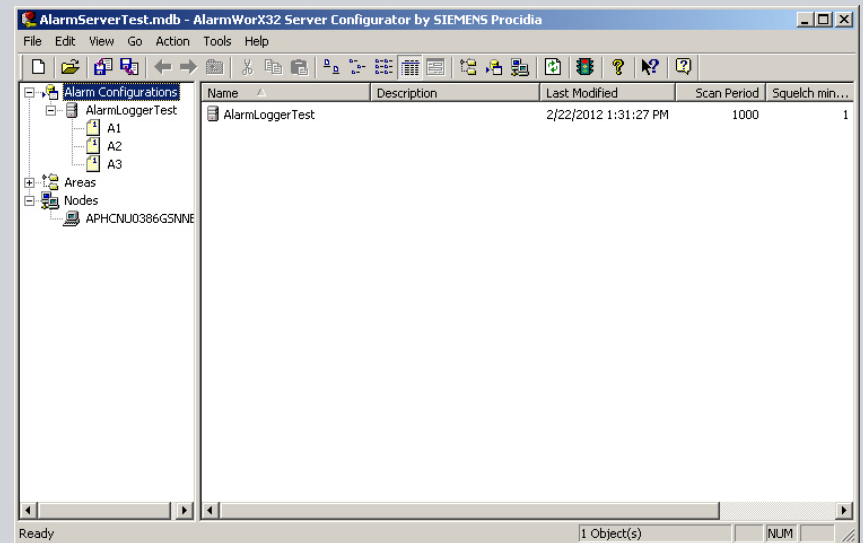 AlarmServerTest.mdb - AlarmWorX32 Server Configurator by SIEMENS Procidia
File Edit View Go Action Tools Help
Alarm Configurations
AlarmLoggerTest
A1
A2
A3
Areas
Nodes
APHCNU0386GSNNE
Name Description Last Modified Scan Period Squelch min...
AlarmLoggerTest 2/22/2012 1:31:27 PM 1000 1
Ready 1 Object(s) NUM